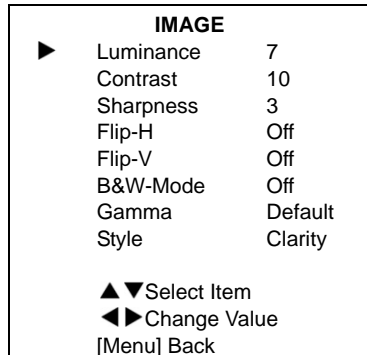 IMAGE
▶ Luminance 7
Contrast 10
Sharpness 3
Flip-H Off
Flip-V Off
B&W-Mode Off
Gamma Default
Style Clarity
▲▼Select Item
◀▶Change Value
[Menu] Back